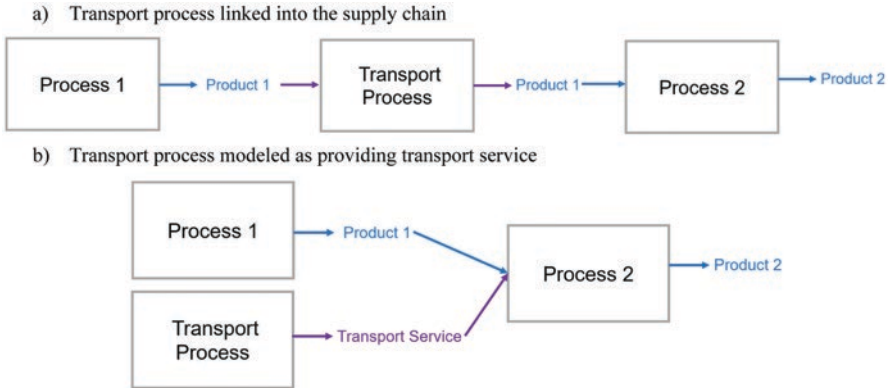 a) Transport process linked into the supply chain
Process 1
Product 1
Transport
Process
Product 1
Process 2
Product 2
b) Transport process modeled as providing transport service
Process 1
Product 1
Process 2
Product 2
Transport
Process
Transport Service